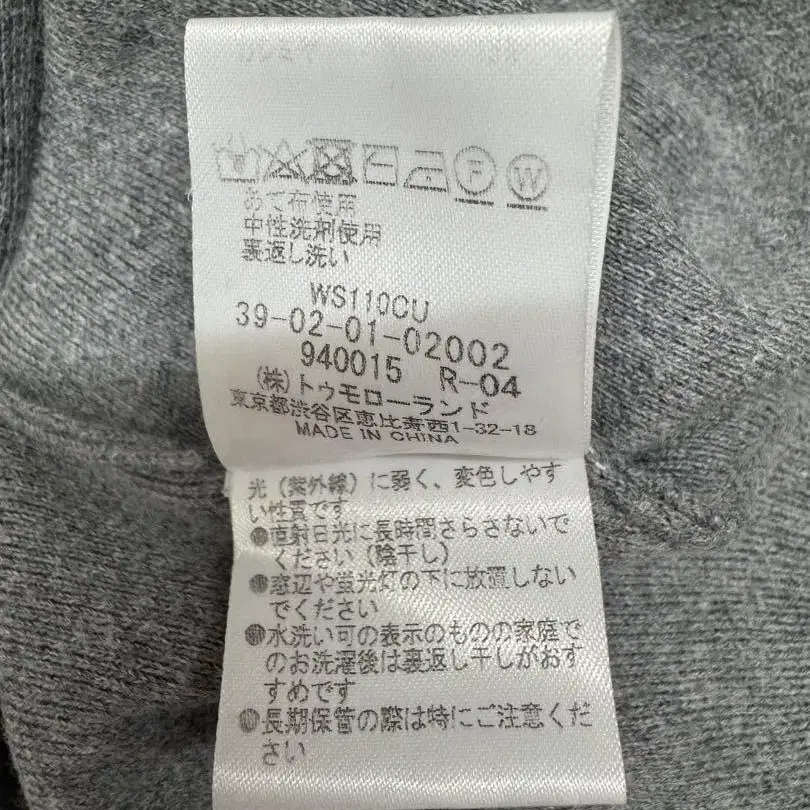 あて布使用
中性洗剤使用
裏返し洗い
WS110CU
39-02-01-02002
940015 R-04
(株)トゥモローランド
東京都渋谷区恵比寿西1-32-18
MADE IN CHINA
光(紫外線)に弱く、変色しやす
い性質です
●直射日光に長時間さらさないで
ください(陰干し)
●窓辺や蛍光灯の下に放置しない
でください
●水洗い可の表示のものの家庭で
のお洗濯後は裏返し干しがおす
すめです
●長期保管の際は特にご注意くだ
さい